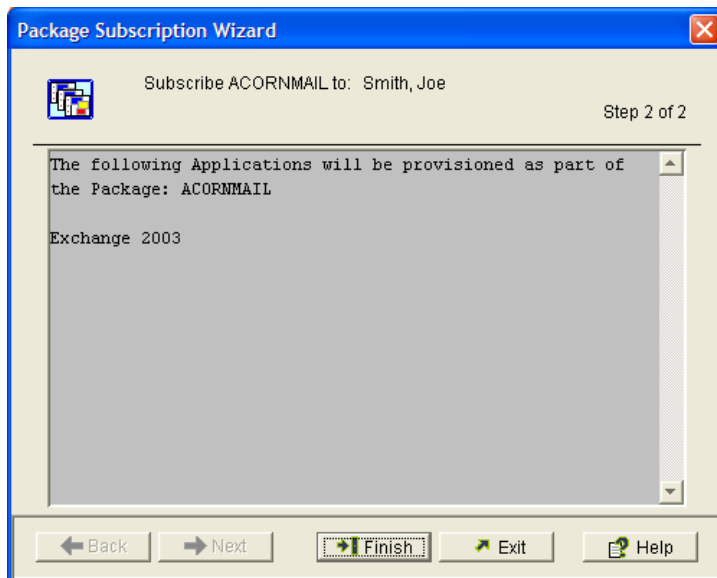 Package Subscription Wizard
Subscribe ACORNMAIL to: Smith, Joe
Step 2 of 2
The following Applications will be provisioned as part of
the Package: ACORNMAIL
Exchange 2003
Back
Next
Finish
Exit
Help